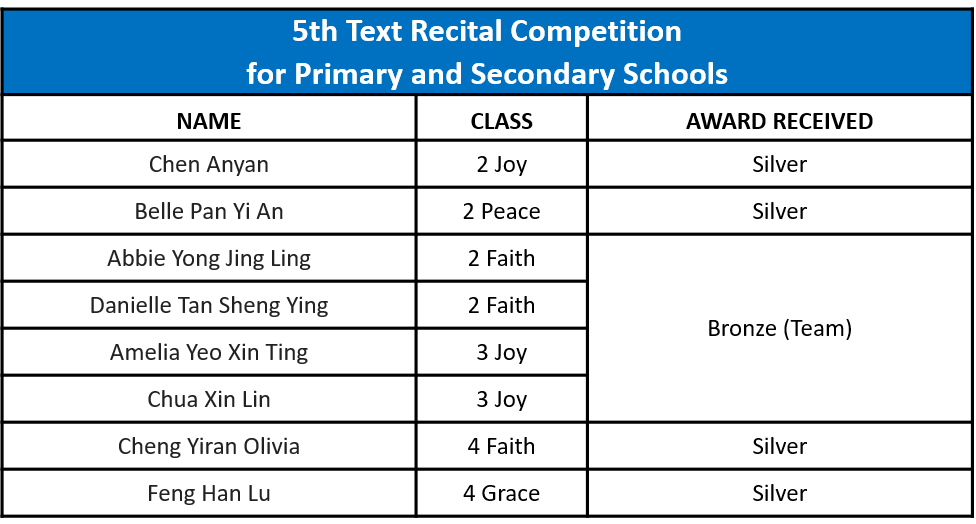 5th Text Recital Competition
for Primary and Secondary Schools
NAME CLASS AWARD RECEIVED
Chen Anyan 2 Joy Silver
Belle Pan Yi An 2 Peace Silver
Abbie Yong Jing Ling 2 Faith
Danielle Tan Sheng Ying 2 Faith
Bronze (Team)
Amelia Yeo Xin Ting 3 Joy
Chua Xin Lin 3 Joy
Cheng Yiran Olivia 4 Faith Silver
Feng Han Lu 4 Grace Silver